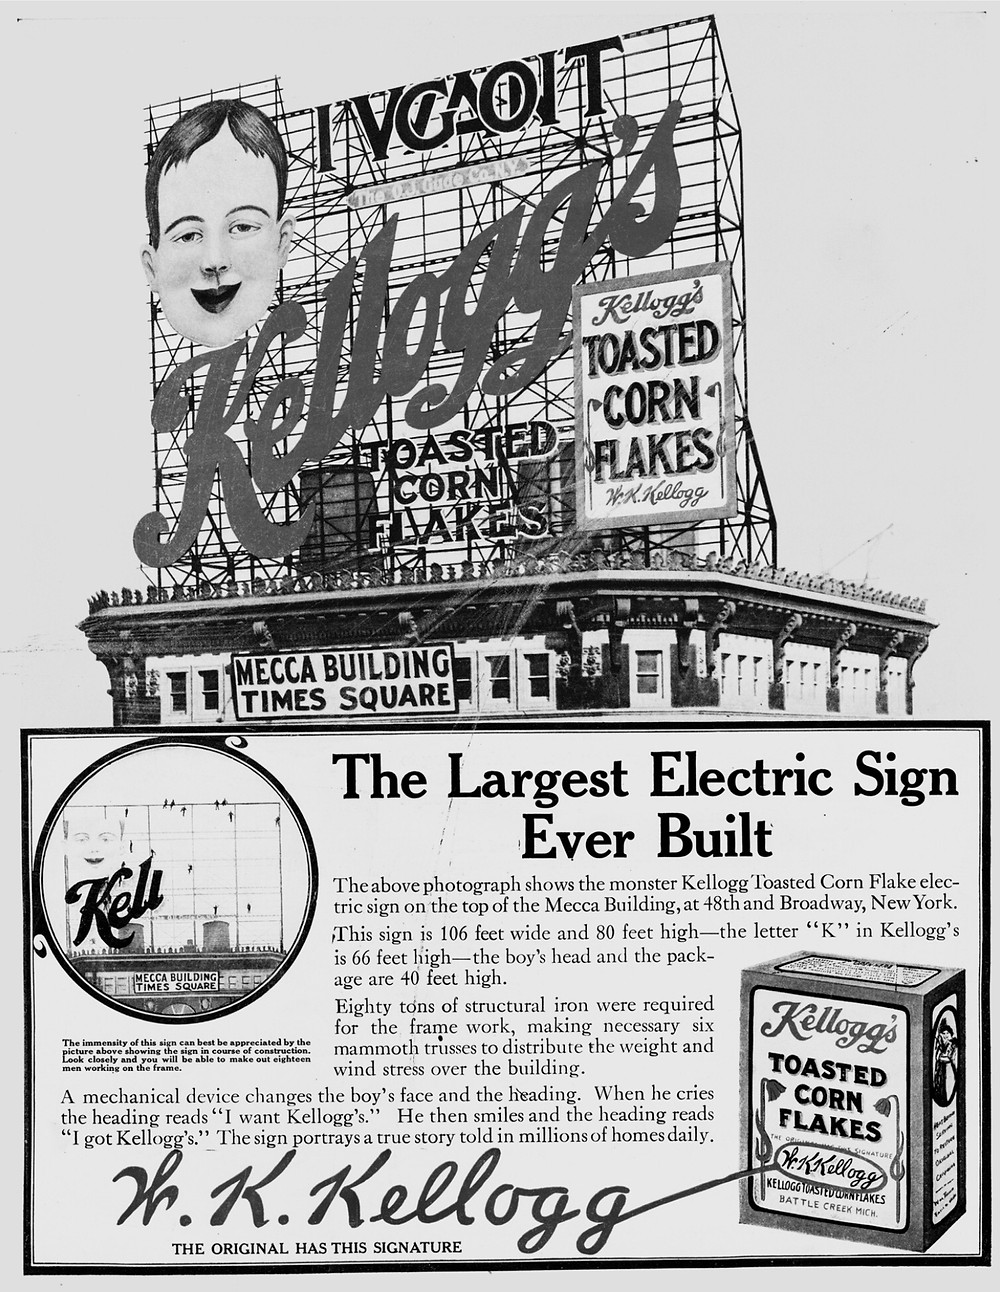 I VGAOIT
The O.J. Gude Co. N.Y.
Kellogg's
TOASTED
CORN
FLAKES
Kellogg's
TOASTED
CORN
FLAKES
W.K. Kellogg
MECCA BUILDING
TIMES SQUARE
Kell
MECCA BUILDING
TIMES SQUARE
The immensity of this sign can best be appreciated by the
picture above showing the sign in course of construction.
Look closely and you will be able to make out eighteen
men working on the frame.
The Largest Electric Sign
Ever Built
The above photograph shows the monster Kellogg Toasted Corn Flake elec-
tric sign on the top of the Mecca Building, at 48th and Broadway, New York.
This sign is 106 feet wide and 80 feet high—the letter "K" in Kellogg's
is 66 feet high—the boy's head and the pack-
age are 40 feet high.
Eighty tons of structural iron were required
for the frame work, making necessary six
mammoth trusses to distribute the weight and
wind stress over the building.
A mechanical device changes the boy's face and the heading. When he cries
the heading reads "I want Kellogg's." He then smiles and the heading reads
"I got Kellogg's." The sign portrays a true story told in millions of homes daily.
W. K. Kellogg
THE ORIGINAL HAS THIS SIGNATURE
Kellogg's
TOASTED
CORN
FLAKES
THE ORIGINAL HAS THIS SIGNATURE
W.K. Kellogg
KELLOGG TOASTED CORN FLAKES
BATTLE CREEK MICH.